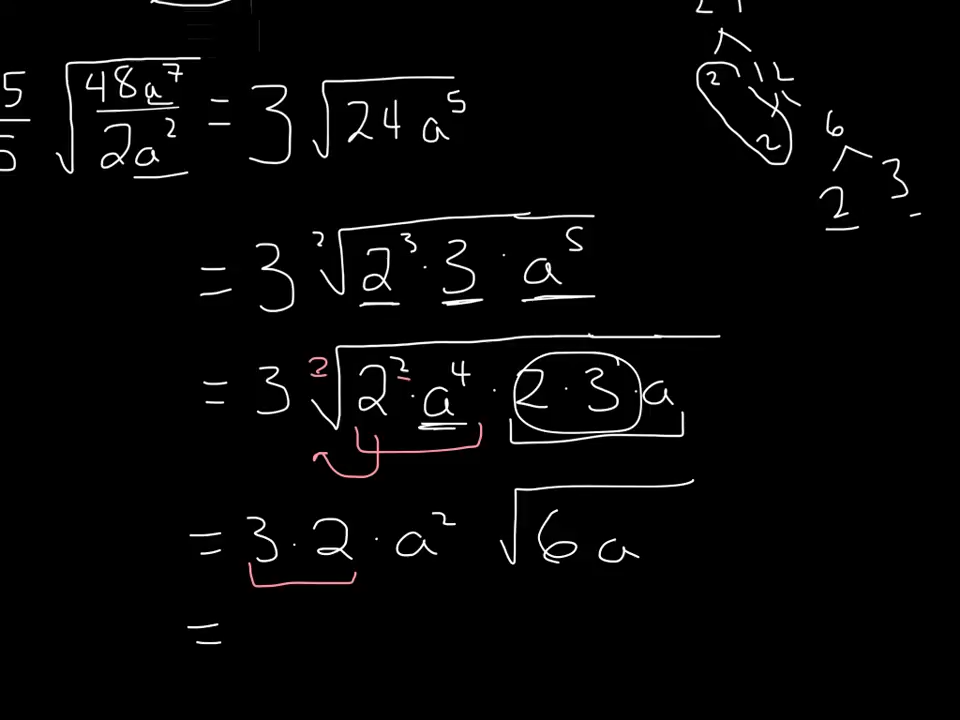 5/5 √(48a⁷/2a²) = 3√(24a⁵)
2 12
6
2
2 3
= 3 ²√(2³ · 3 · a⁵)
= 3 ²√(2² · a⁴ · 2 · 3 · a)
= 3 · 2 · a² √(6a)
=